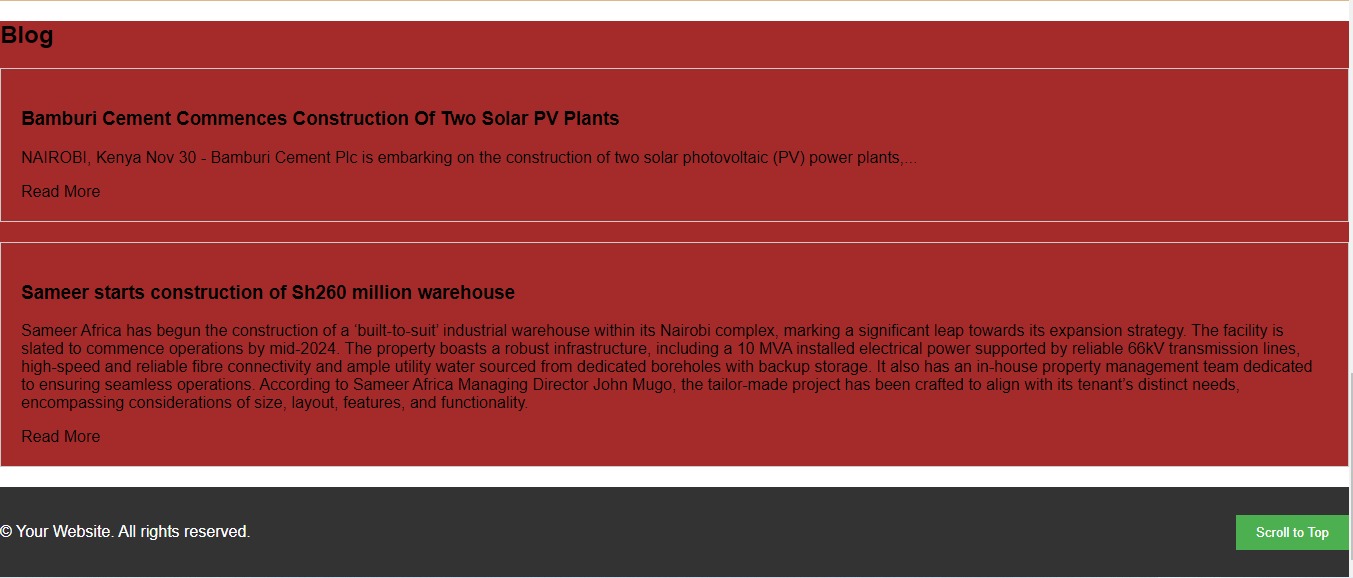 Blog
Bamburi Cement Commences Construction Of Two Solar PV Plants
NAIROBI, Kenya Nov 30 - Bamburi Cement Plc is embarking on the construction of two solar photovoltaic (PV) power plants,...
Read More
Sameer starts construction of Sh260 million warehouse
Sameer Africa has begun the construction of a ‘built-to-suit’ industrial warehouse within its Nairobi complex, marking a significant leap towards its expansion strategy. The facility is
slated to commence operations by mid-2024. The property boasts a robust infrastructure, including a 10 MVA installed electrical power supported by reliable 66kV transmission lines,
high-speed and reliable fibre connectivity and ample utility water sourced from dedicated boreholes with backup storage. It also has an in-house property management team dedicated
to ensuring seamless operations. According to Sameer Africa Managing Director John Mugo, the tailor-made project has been crafted to align with its tenant’s distinct needs,
encompassing considerations of size, layout, features, and functionality.
Read More
© Your Website. All rights reserved.
Scroll to Top